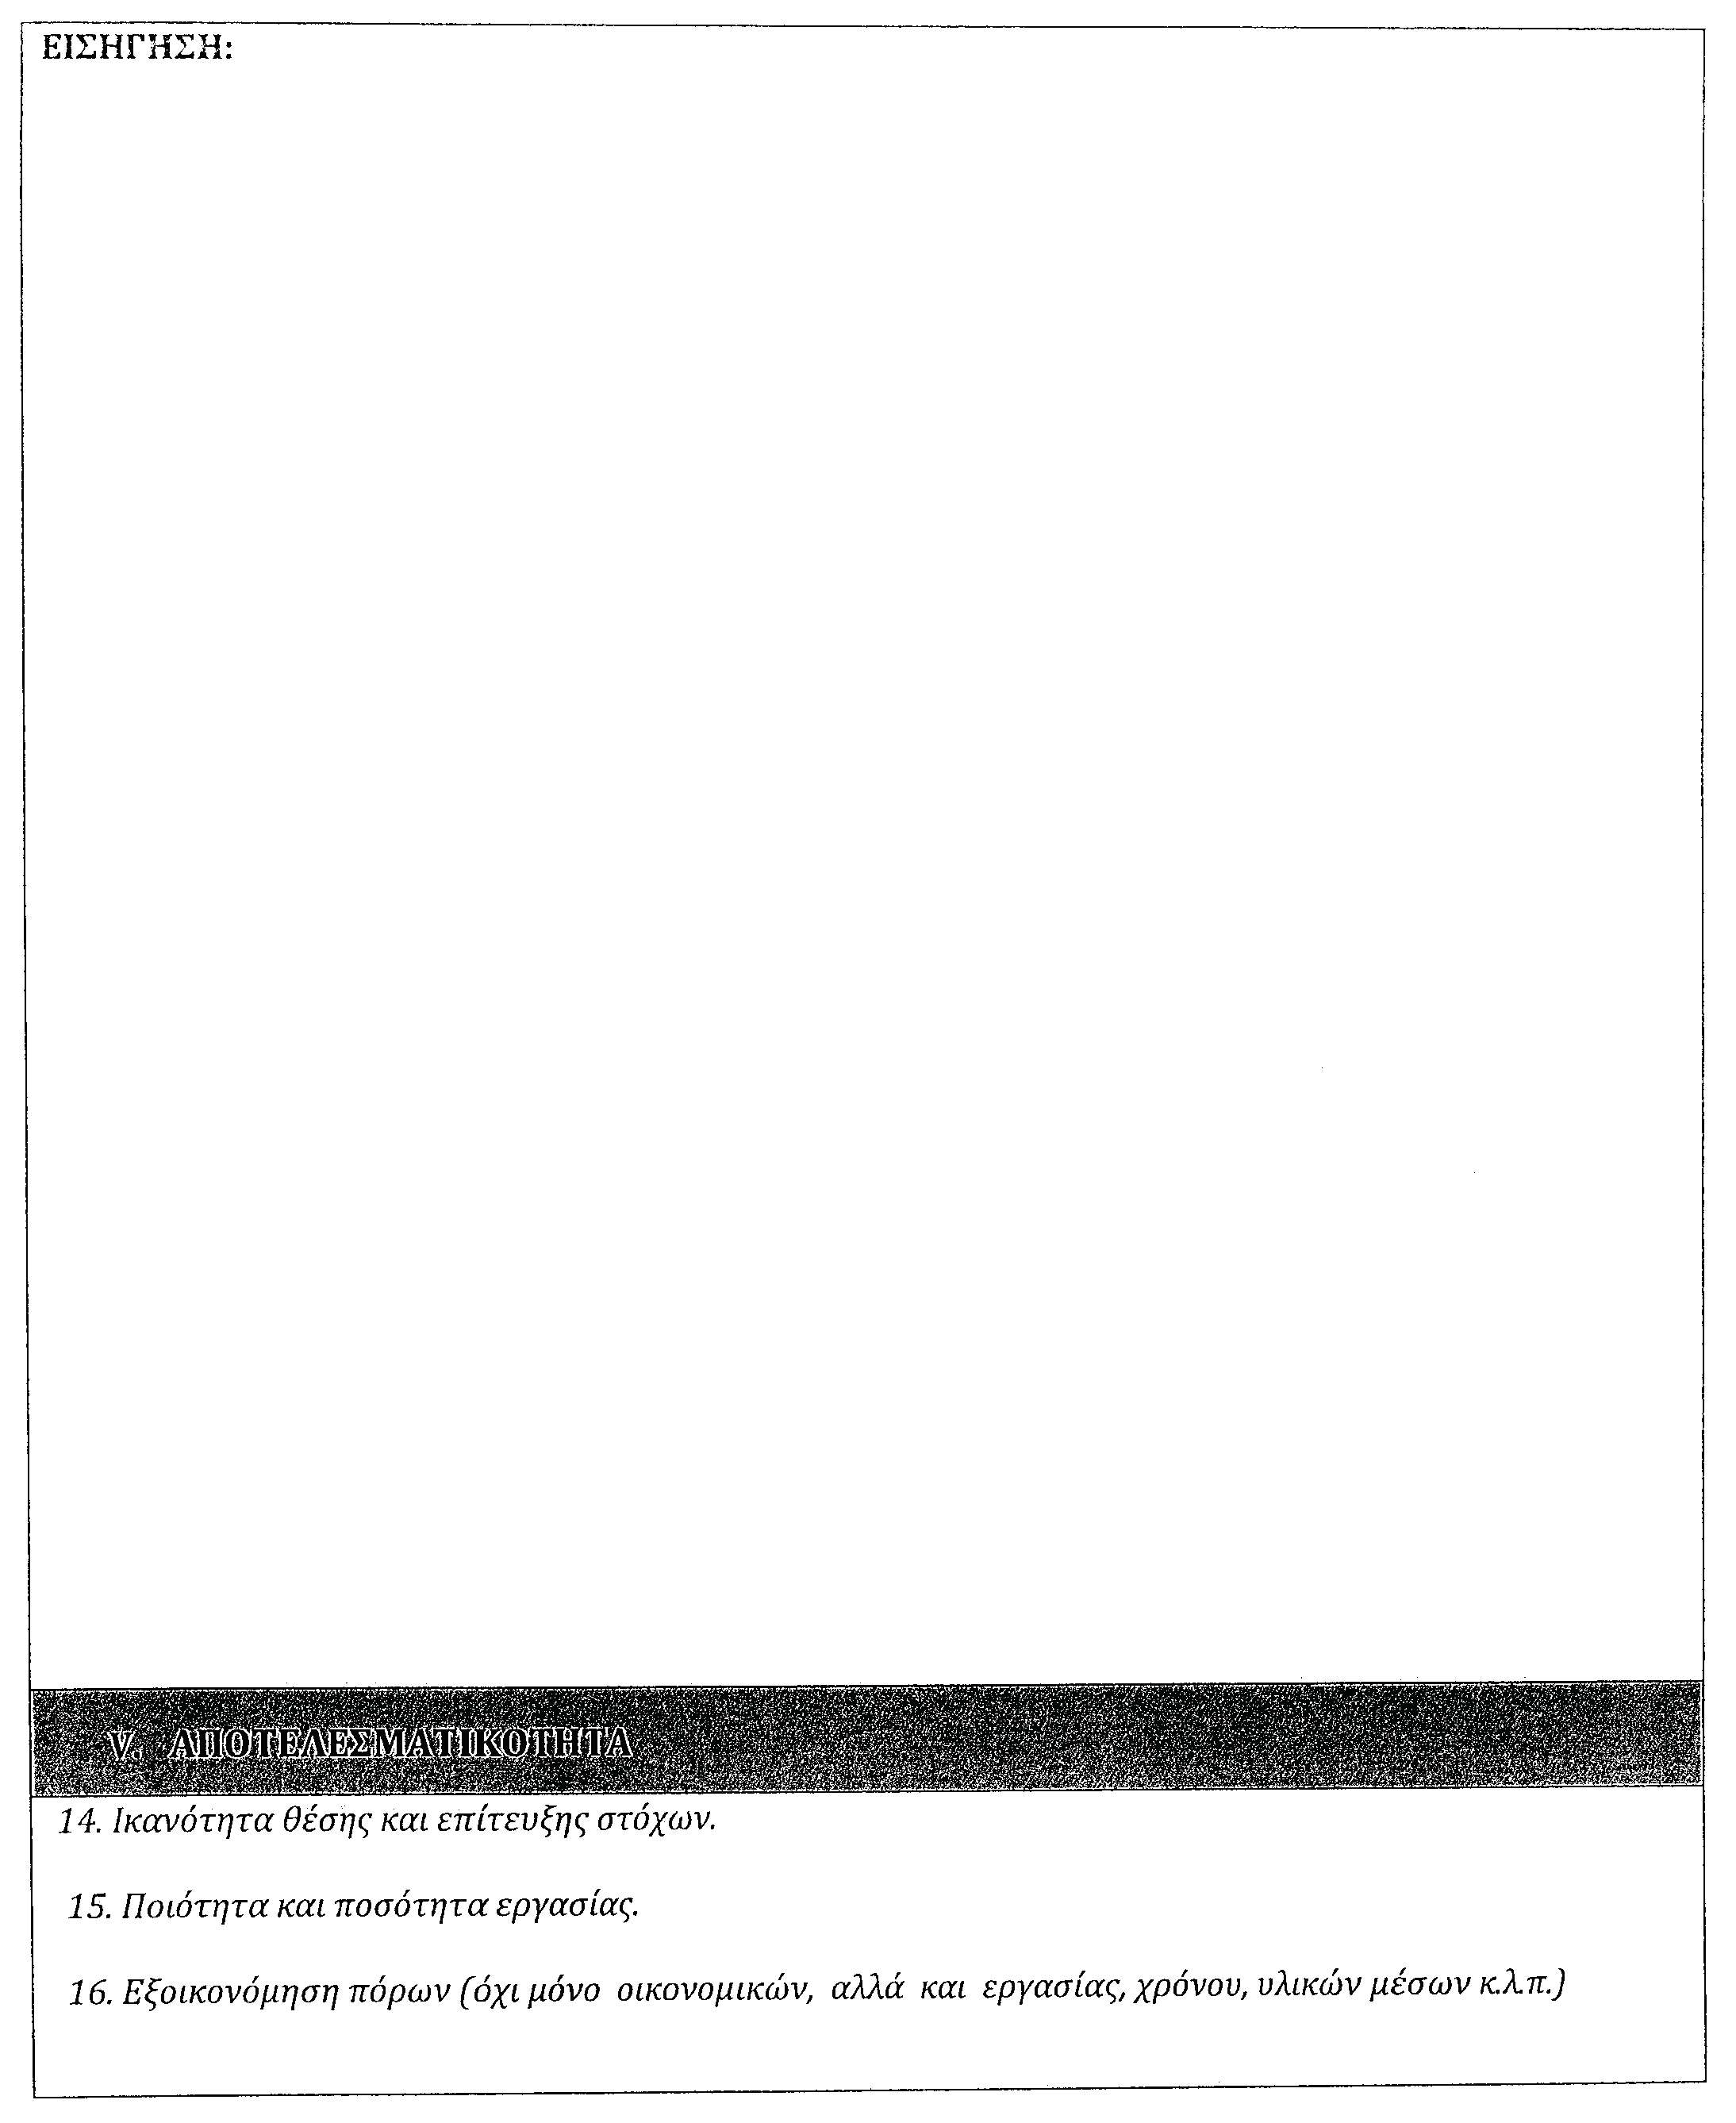 ΕΙΣΗΓΗΣΗ:
V. ΑΠΟΤΕΛΕΣΜΑΤΙΚΟΤΗΤΑ
14. Ικανότητα θέσης και επίτευξης στόχων.
15. Ποιότητα και ποσότητα εργασίας.
16. Εξοικονόμηση πόρων (όχι μόνο οικονομικών, αλλά και εργασίας, χρόνου, υλικών μέσων κ.λ.π.)